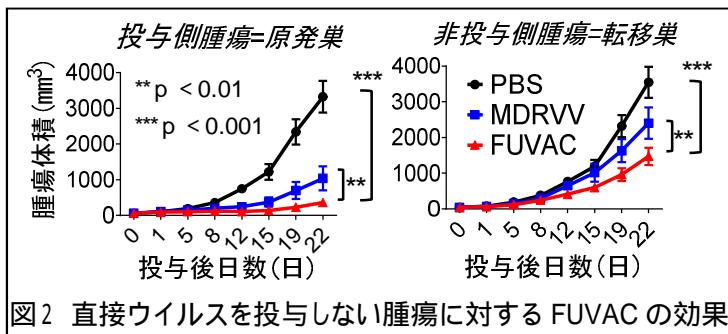 投与側腫瘍=原発巣
腫瘍体積(mm³)
4000
3000
2000
1000
0
**p < 0.01
***p < 0.001
***
**
0 1 5 8 12 15 19 22
投与後日数(日)
非投与側腫瘍=転移巣
4000
3000
2000
1000
0
PBS
MDRVV
FUVAC
***
**
0 1 5 8 12 15 19 22
投与後日数(日)
図2 直接ウイルスを投与しない腫瘍に対する FUVAC の効果